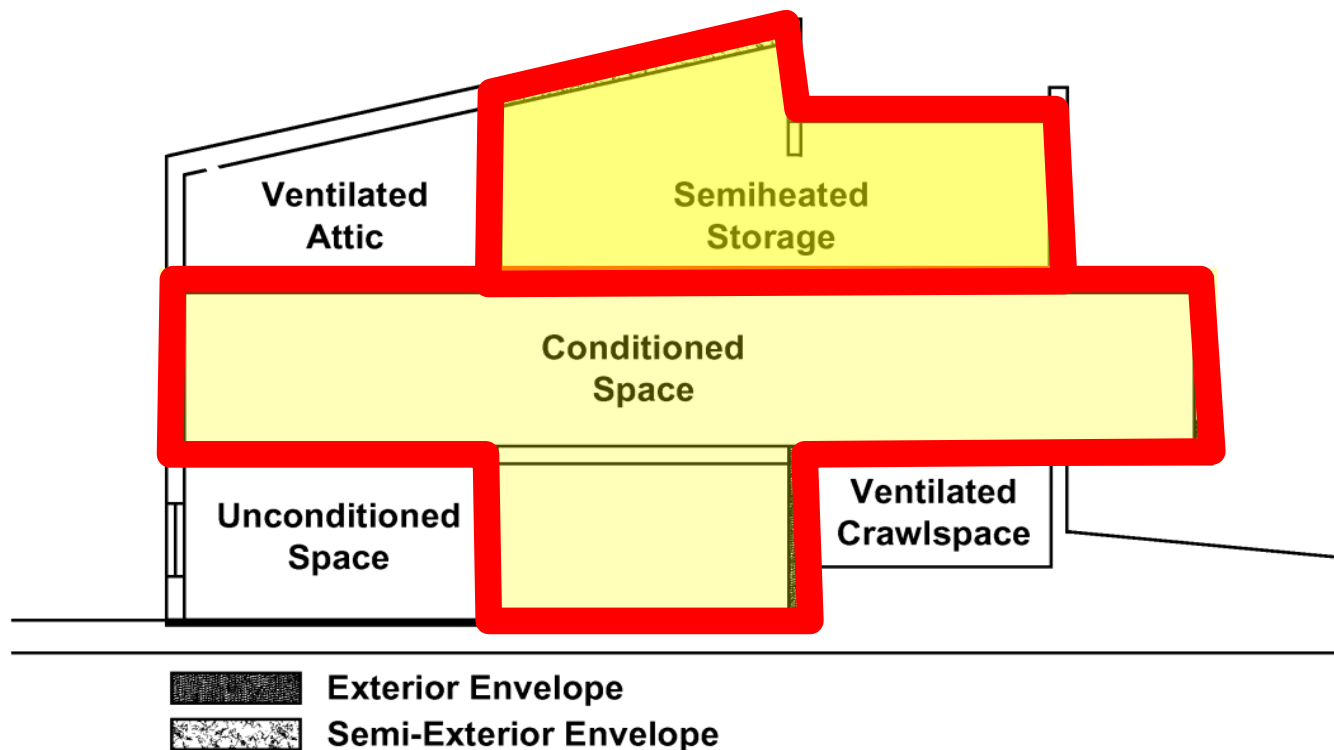 Ventilated
Attic
Semiheated
Storage
Conditioned
Space
Unconditioned
Space
Ventilated
Crawlspace
Exterior Envelope
Semi-Exterior Envelope